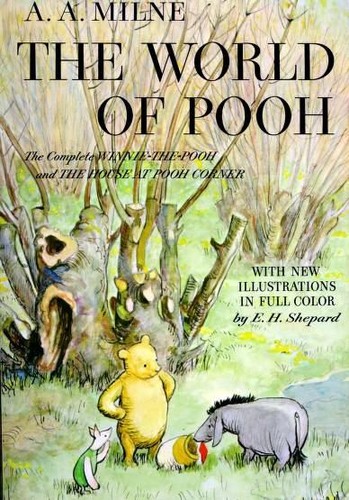 A. A. MILNE
THE WORLD
OF POOH
The Complete WINNIE-THE-POOH
and THE HOUSE AT POOH CORNER
WITH NEW
ILLUSTRATIONS
IN FULL COLOR
by E. H. Shepard